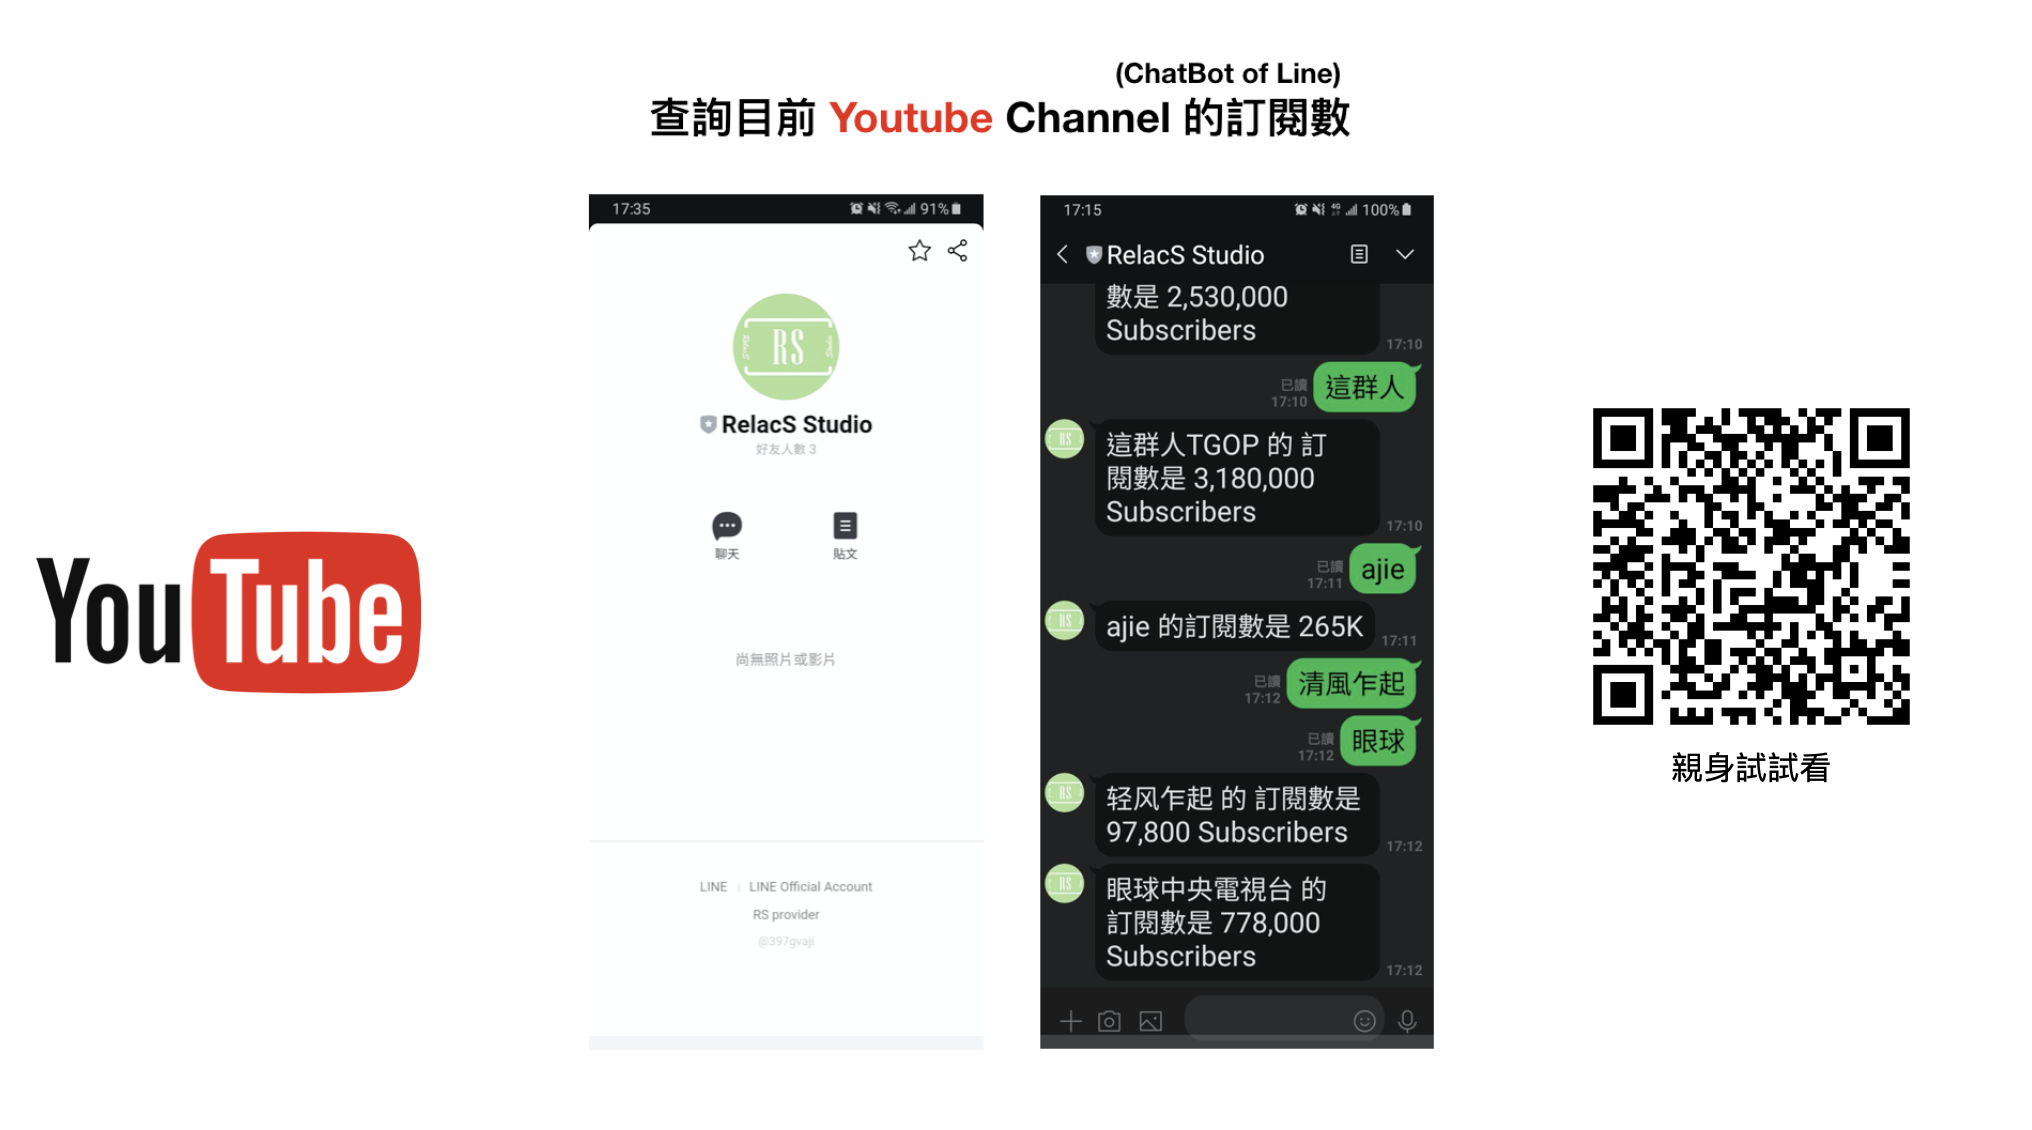 (ChatBot of Line)
查詢目前 Youtube Channel 的訂閱數
YouTube
17:35
91%
RS
RelacS
Studio
RelacS Studio
好友人數 3
聊天
貼文
尚無照片或影片
LINE | LINE Official Account
RS provider
@397gvaji
17:15
4G
100%
RelacS Studio
數是 2,530,000
Subscribers
17:10
已讀
17:10
這群人
RS
這群人TGOP 的 訂
閱數是 3,180,000
Subscribers
17:10
已讀
17:11
ajie
RS
ajie 的訂閱數是 265K
17:11
已讀
17:12
清風乍起
已讀
17:12
眼球
RS
轻风乍起 的 訂閱數是
97,800 Subscribers
17:12
RS
眼球中央電視台 的
訂閱數是 778,000
Subscribers
17:12
親身試試看